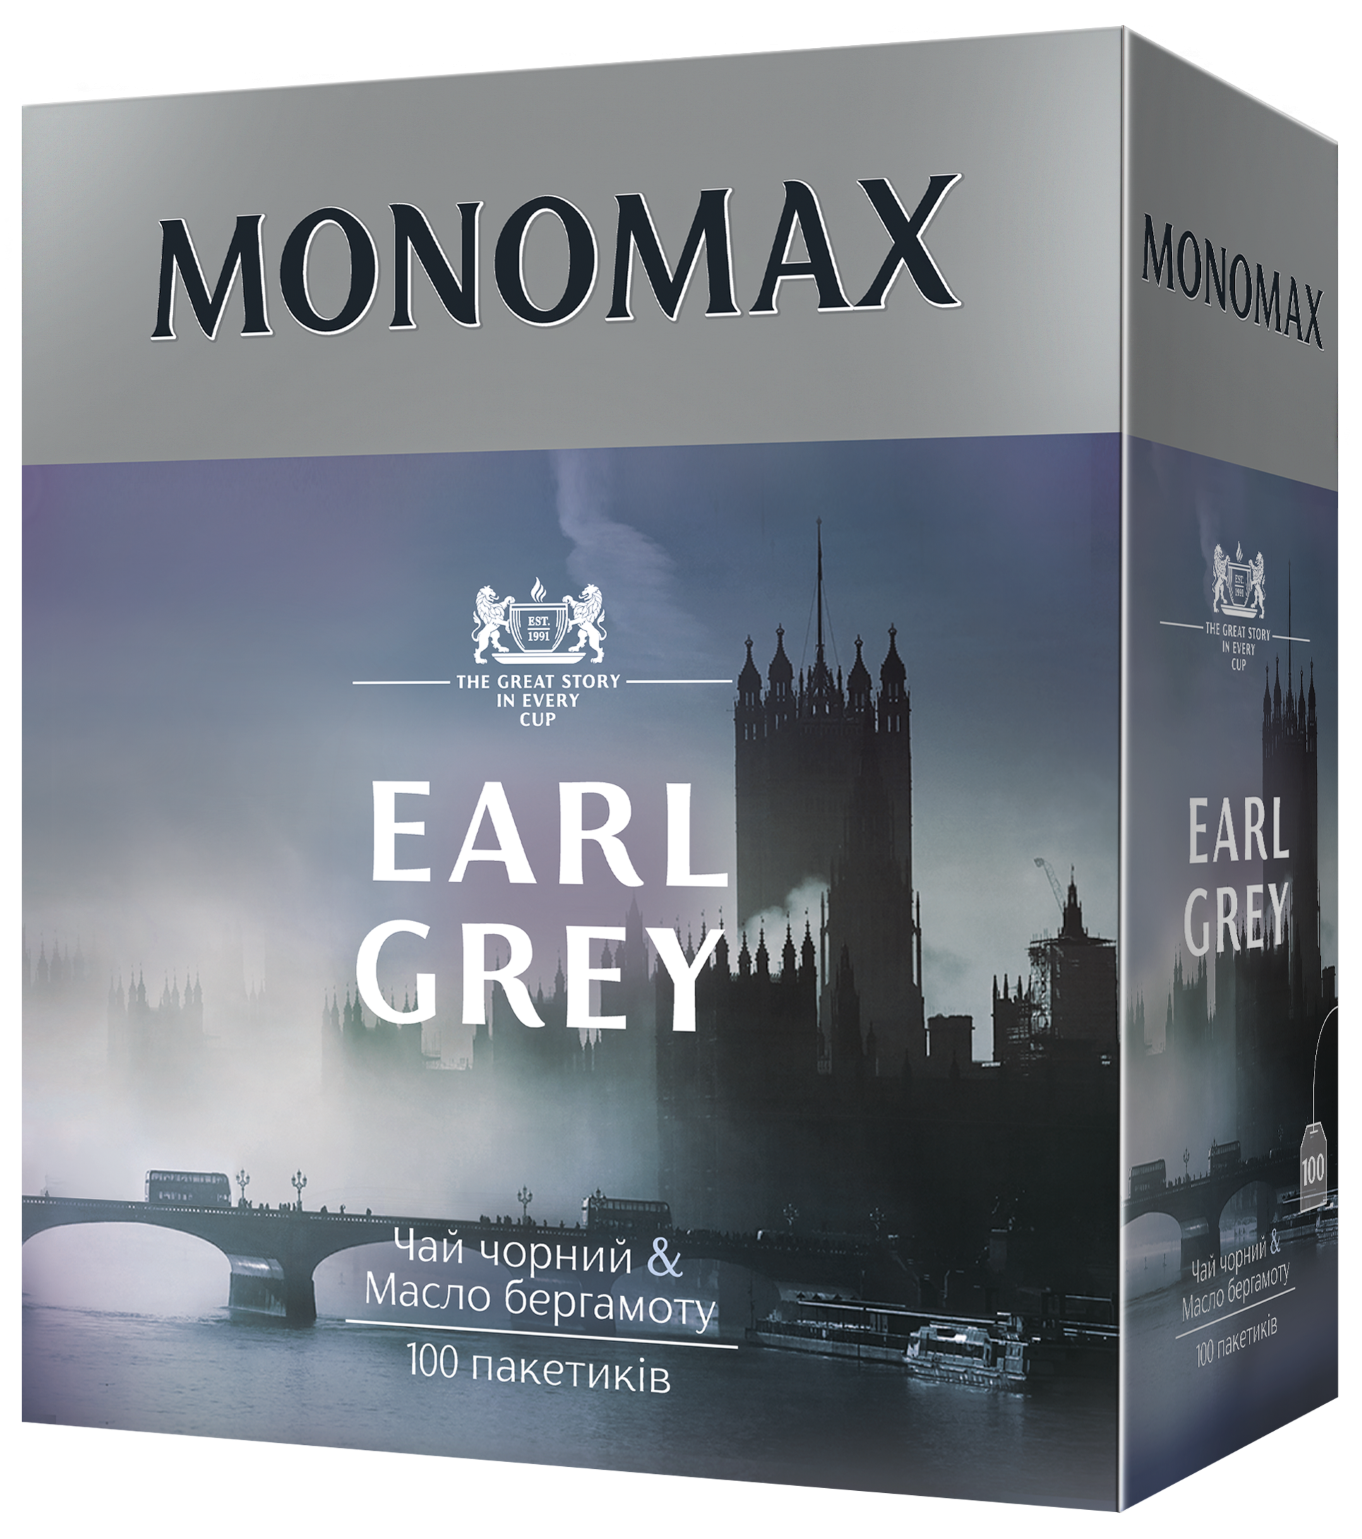 MONOMAX
EST.
1991
THE GREAT STORY
IN EVERY
CUP
EARL
GREY
Чай чорний &
Масло бергамоту
100 пакетиків
MONOMAX
EST.
1991
THE GREAT STORY
IN EVERY
CUP
EARL
GREY
100
Чай чорний &
Масло бергамоту
100 пакетиків